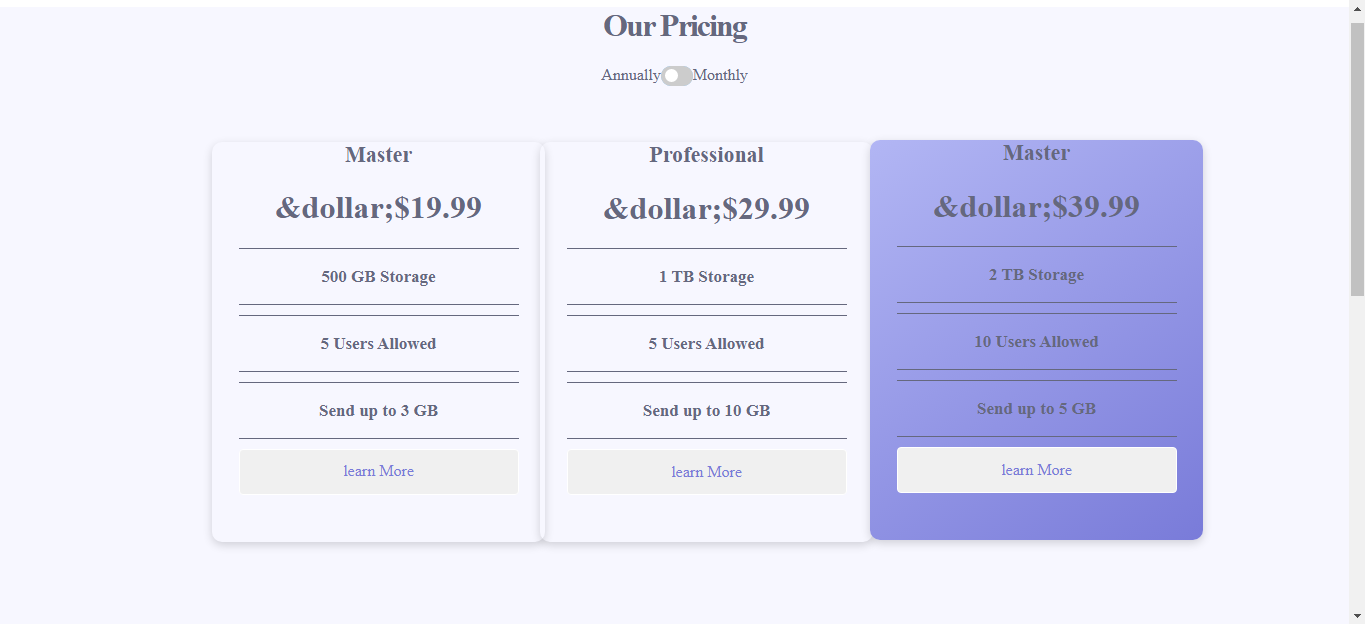 Our Pricing
Annually Monthly
Master
&dollar;$19.99
500 GB Storage
5 Users Allowed
Send up to 3 GB
learn More
Professional
&dollar;$29.99
1 TB Storage
5 Users Allowed
Send up to 10 GB
learn More
Master
&dollar;$39.99
2 TB Storage
10 Users Allowed
Send up to 5 GB
learn More